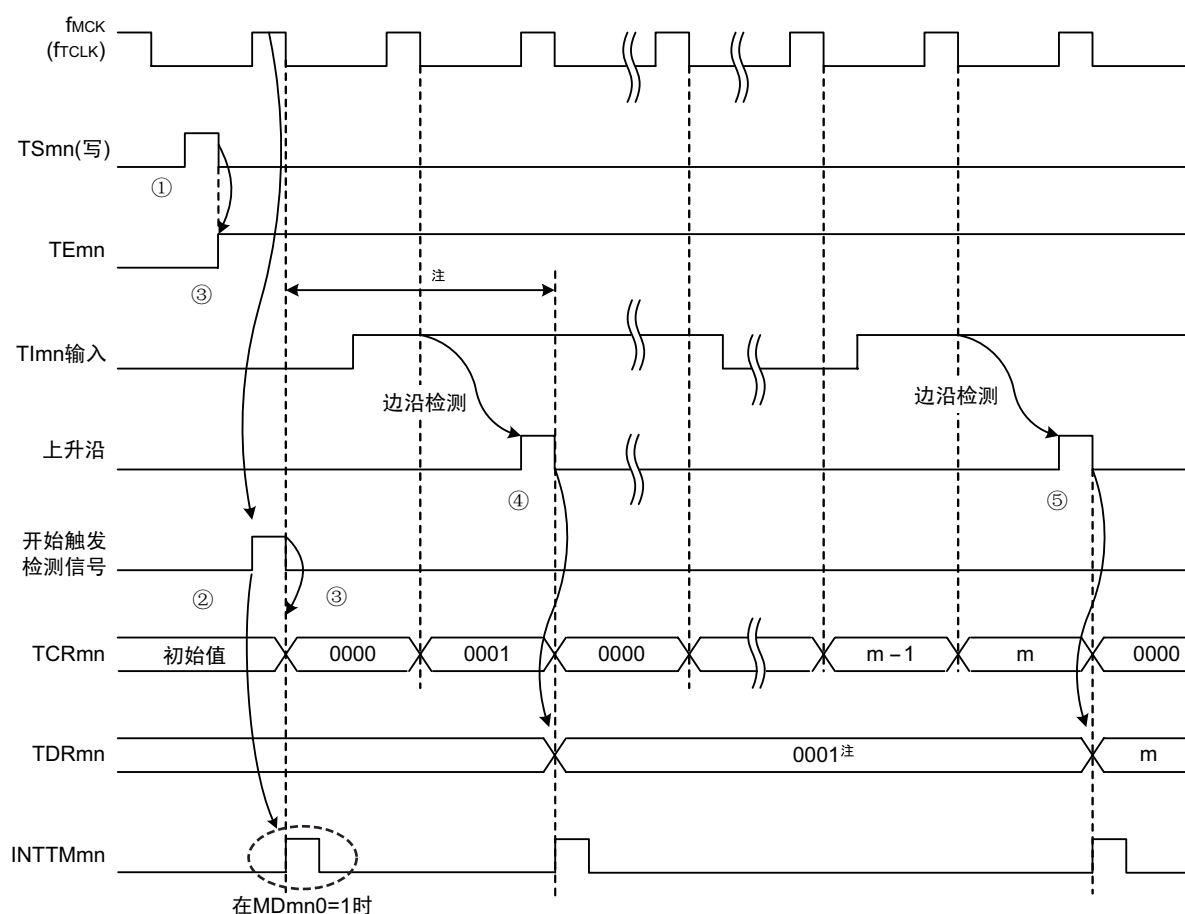 fMCK
(fTCLK)
TSmn(写)
①
TEmn
③
注
TImn输入
边沿检测
边沿检测
上升沿
④
⑤
开始触发
检测信号
②
③
TCRmn
初始值
0000
0001
0000
m – 1
m
0000
TDRmn
0001注
m
INTTMmn
在MDmn0=1时